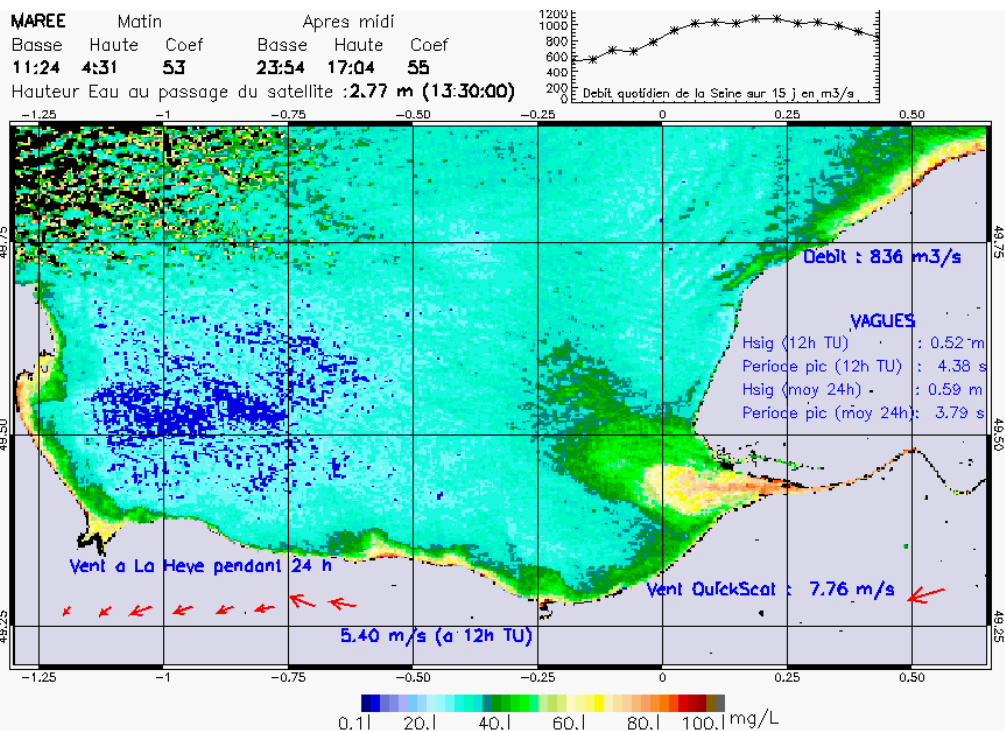 MAREE Matin Apres midi
Basse Haute Coef Basse Haute Coef
11:24 4:31 53 23:54 17:04 55
Hauteur Eau au passage du satellite : 2.77 m (13:30:00)
1200
1000
800
600
400
200
0
Debit quotidien de la Seine sur 15 j en m3/s
-1.25 -1 -0.75 -0.50 -0.25 0 0.25 0.50
49.75 49.75
Debit : 836 m3/s
VAGUES
Hsig (12h TU) : 0.52 m
Periode pic (12h TU) : 4.38 s
Hsig (moy 24h) : 0.59 m
Periode pic (moy 24h): 3.79 s
49.50 49.50
Vent a La Heve pendant 24 h
Vent QuickScat : 7.76 m/s
49.25 49.25
5.40 m/s (a 12h TU)
-1.25 -1 -0.75 -0.50 -0.25 0 0.25 0.50
0.1 20.1 40.1 60.1 80.1 100.1 mg/L